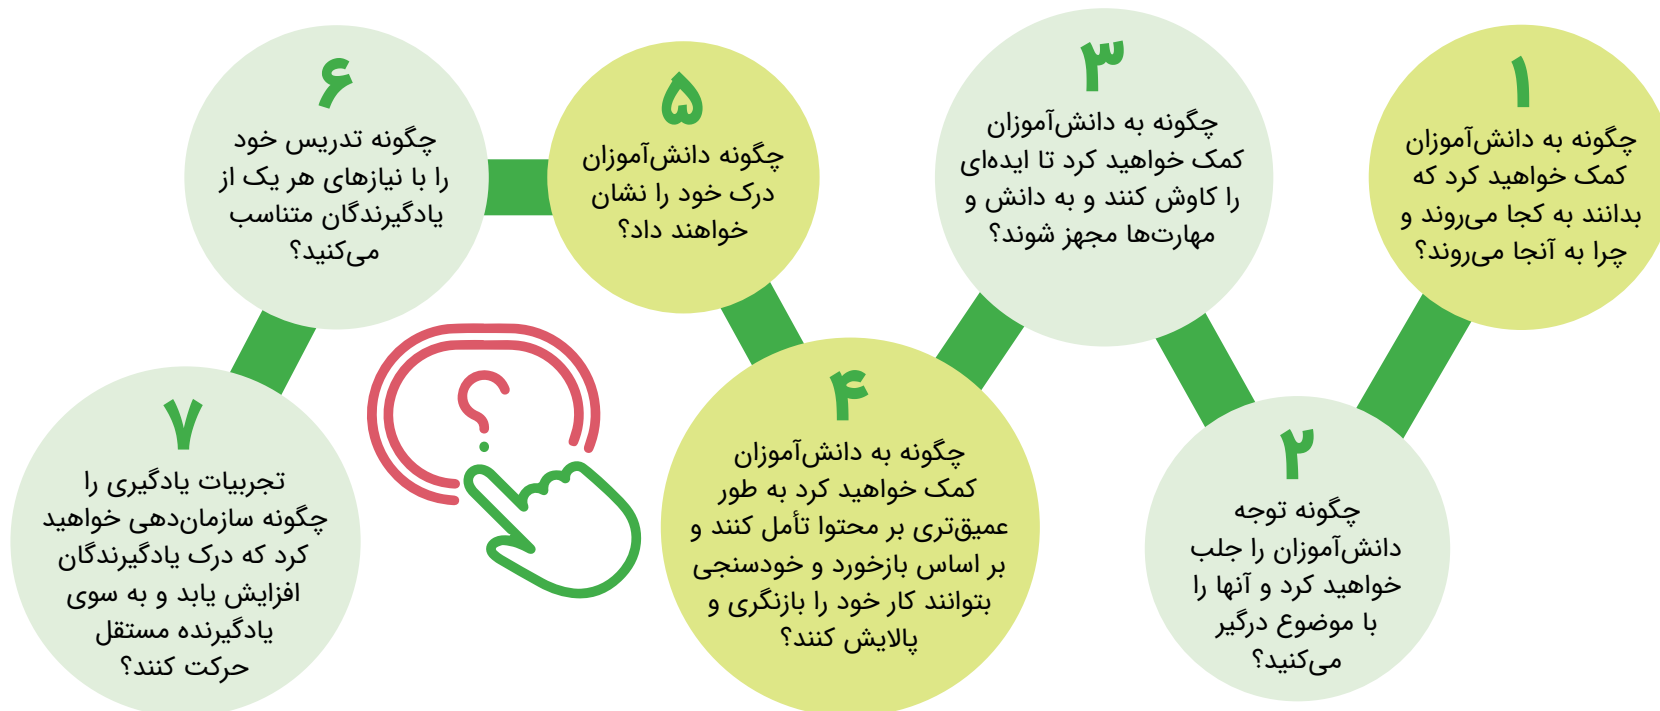 ۱
چگونه به دانش‌آموزان
کمک خواهید کرد که
بدانند به کجا می‌روند و
چرا به آنجا می‌روند؟
۲
چگونه توجه
دانش‌آموزان را جلب
خواهید کرد و آنها را
با موضوع درگیر
می‌کنید؟
۳
چگونه به دانش‌آموزان
کمک خواهید کرد تا ایده‌ای
را کاوش کنند و به دانش و
مهارت‌ها مجهز شوند؟
۴
چگونه به دانش‌آموزان
کمک خواهید کرد به طور
عمیق‌تری بر محتوا تأمل کنند و
بر اساس بازخورد و خودسنجی
بتوانند کار خود را بازنگری و
پالایش کنند؟
۵
چگونه دانش‌آموزان
درک خود را نشان
خواهند داد؟
۶
چگونه تدریس خود
را با نیازهای هر یک از
یادگیرندگان متناسب
می‌کنید؟
۷
تجربیات یادگیری را
چگونه سازمان‌دهی خواهید
کرد که درک یادگیرندگان
افزایش یابد و به سوی
یادگیرنده مستقل
حرکت کنند؟
؟